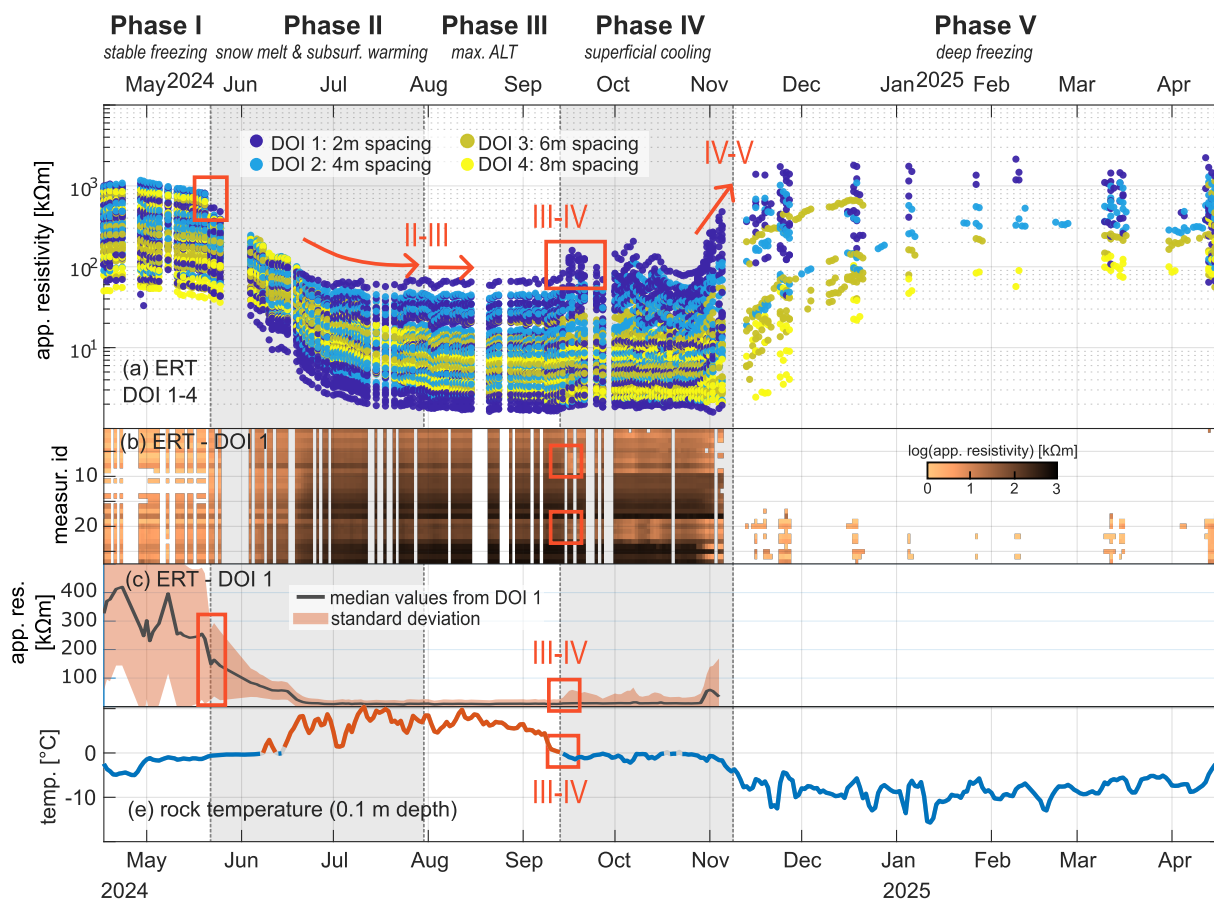 Phase I Phase II Phase III Phase IV Phase V
stable freezing snow melt & subsurf. warming max. ALT superficial cooling deep freezing
May 2024 Jun Jul Aug Sep Oct Nov Dec Jan 2025 Feb Mar Apr
DOI 1: 2m spacing DOI 3: 6m spacing
DOI 2: 4m spacing DOI 4: 8m spacing
IV-V
app. resistivity [kΩm]
10³
III-IV
II-III
10²
10¹
(a) ERT
DOI 1-4
(b) ERT - DOI 1
measur. id
10
20
log(app. resistivity) [kΩm]
0 1 2 3
(c) ERT - DOI 1
app. res.
[kΩm]
400
300
200
100
median values from DOI 1
standard deviation
III-IV
temp. [°C]
0
-10
III-IV
(e) rock temperature (0.1 m depth)
May Jun Jul Aug Sep Oct Nov Dec Jan Feb Mar Apr
2024 2025